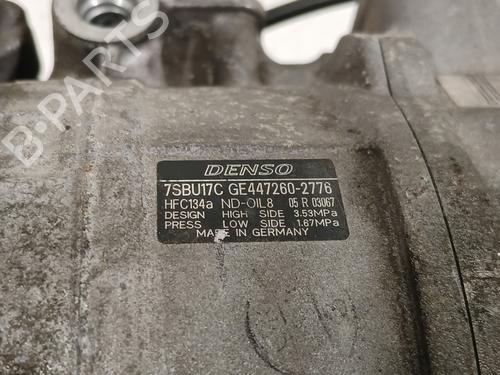 DENSO
7SBU17C GE447260-2776
HFC134a ND-OIL8 05 R 03067
DESIGN HIGH SIDE 3.53MPa
PRESS LOW SIDE 1.67MPa
MADE IN GERMANY
B-PARTS